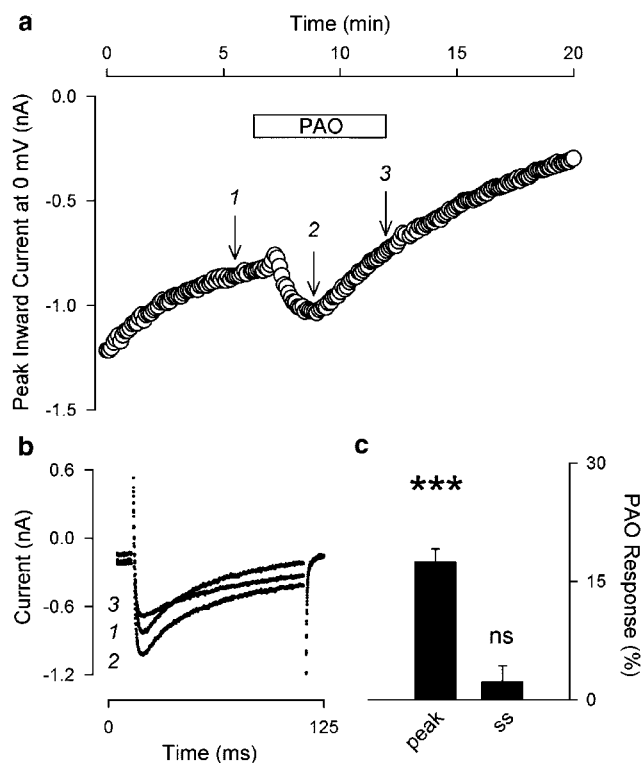 a
Time (min)
0 5 10 15 20
Peak Inward Current at 0 mV (nA)
0.0
-0.5
-1.0
-1.5
PAO
1
2
3
b
Current (nA)
0.6
0.0
-0.6
-1.2
3
1
2
0 125
Time (ms)
c
***
ns
peak
ss
30
15
0
PAO Response (%)